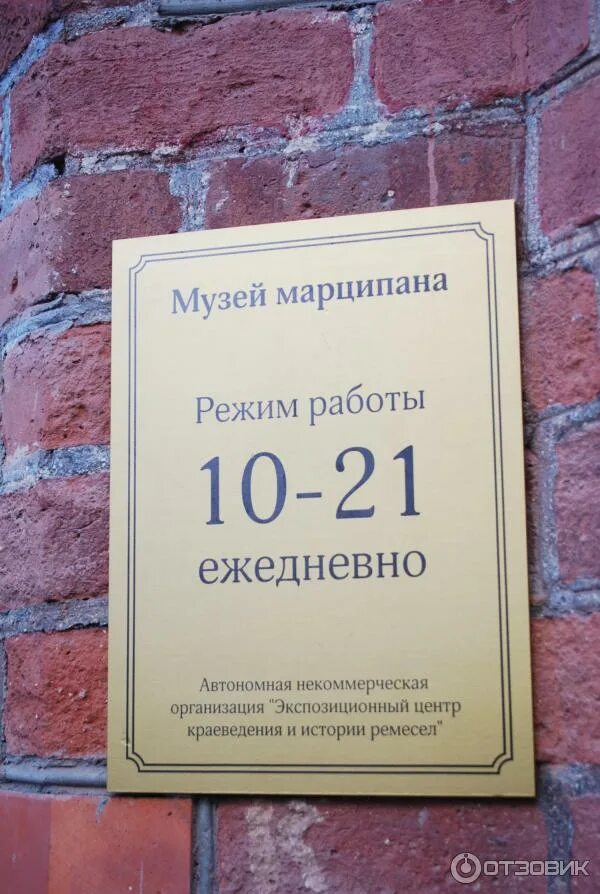 Музей марципана
Режим работы
10-21
ежедневно
Автономная некоммерческая
организация "Экспозиционный центр
краеведения и истории ремесел"
ОТЗОВИК